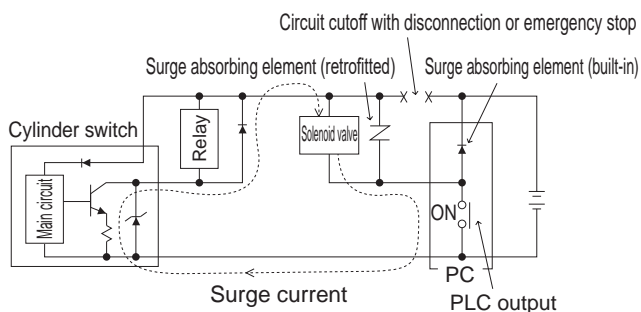 Circuit cutoff with disconnection or emergency stop
Surge absorbing element (retrofitted)
Surge absorbing element (built-in)
Cylinder switch
Relay
Solenoid valve
Main circuit
ON
PC
Surge current
PLC output